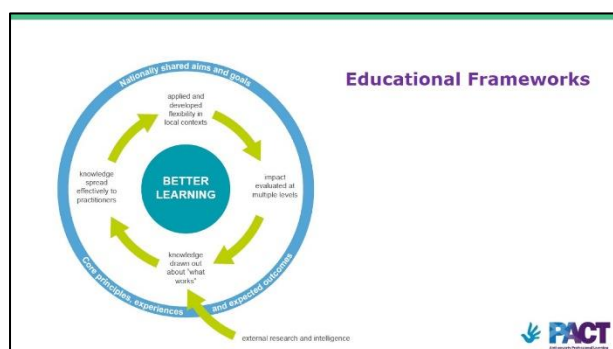 Educational Frameworks
Nationally shared aims and goals
applied and
developed
flexibility in
local contexts
knowledge
spread
effectively to
practitioners
BETTER
LEARNING
impact
evaluated at
multiple levels
knowledge
drawn out
about "what
works"
Core principles, experiences and expected outcomes
external research and intelligence
PACT